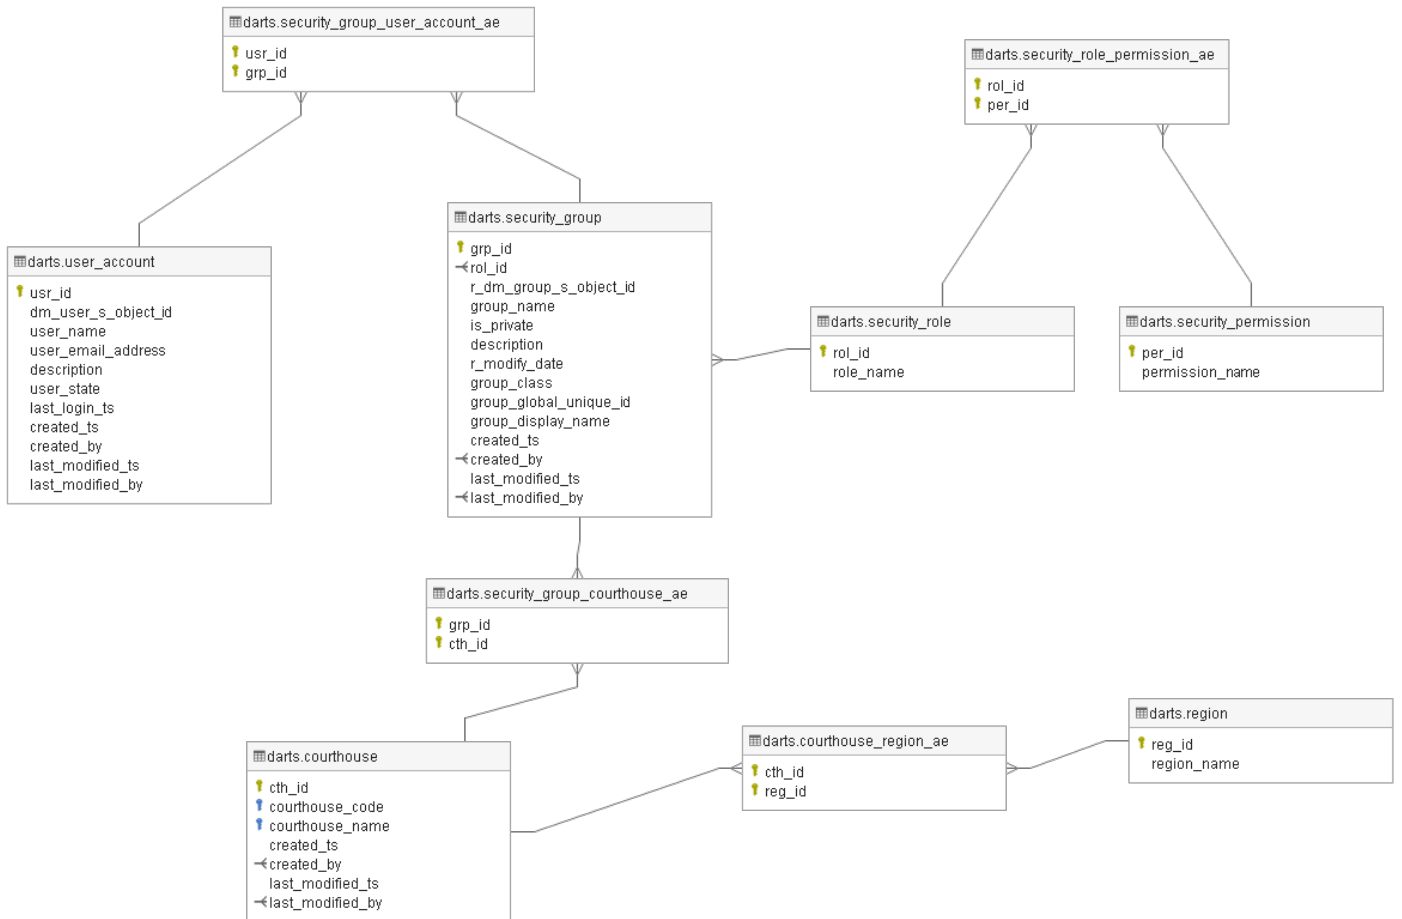 darts.security_group_user_account_ae
usr_id
grp_id
darts.security_role_permission_ae
rol_id
per_id
darts.security_group
grp_id
rol_id
r_dm_group_s_object_id
group_name
is_private
description
r_modify_date
group_class
group_global_unique_id
group_display_name
created_ts
created_by
last_modified_ts
last_modified_by
darts.user_account
usr_id
dm_user_s_object_id
user_name
user_email_address
description
user_state
last_login_ts
created_ts
created_by
last_modified_ts
last_modified_by
darts.security_role
rol_id
role_name
darts.security_permission
per_id
permission_name
darts.security_group_courthouse_ae
grp_id
cth_id
darts.courthouse
cth_id
courthouse_code
courthouse_name
created_ts
created_by
last_modified_ts
last_modified_by
darts.courthouse_region_ae
cth_id
reg_id
darts.region
reg_id
region_name